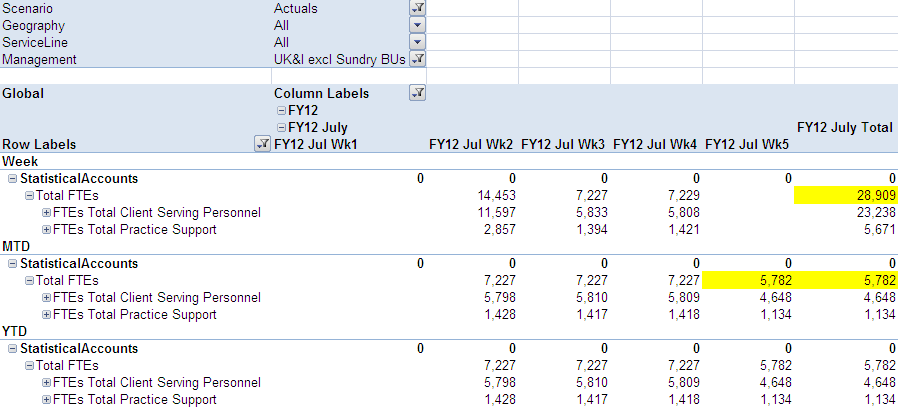 Scenario Actuals
Geography All
ServiceLine All
Management UK&I excl Sundry BUs
Global Column Labels
FY12
FY12 July FY12 July Total
Row Labels FY12 Jul Wk1 FY12 Jul Wk2 FY12 Jul Wk3 FY12 Jul Wk4 FY12 Jul Wk5
Week
StatisticalAccounts 0 0 0 0 0 0
Total FTEs 14,453 7,227 7,229 28,909
FTEs Total Client Serving Personnel 11,597 5,833 5,808 23,238
FTEs Total Practice Support 2,857 1,394 1,421 5,671
MTD
StatisticalAccounts 0 0 0 0 0 0
Total FTEs 7,227 7,227 7,227 5,782 5,782
FTEs Total Client Serving Personnel 5,798 5,810 5,809 4,648 4,648
FTEs Total Practice Support 1,428 1,417 1,418 1,134 1,134
YTD
StatisticalAccounts 0 0 0 0 0 0
Total FTEs 7,227 7,227 7,227 5,782 5,782
FTEs Total Client Serving Personnel 5,798 5,810 5,809 4,648 4,648
FTEs Total Practice Support 1,428 1,417 1,418 1,134 1,134